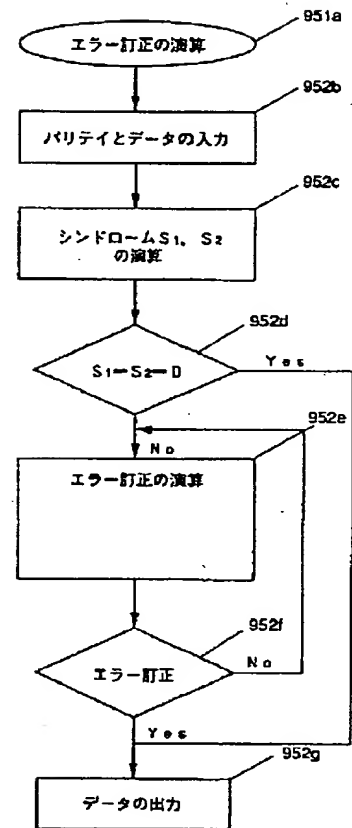 951a
エラー訂正の演算
952b
パリテイとデータの入力
952c
シンドロームS₁, S₂
の演算
952d
S₁=S₂=D
Yes
952e
No
エラー訂正の演算
952f
エラー訂正
No
Yes
952g
データの出力